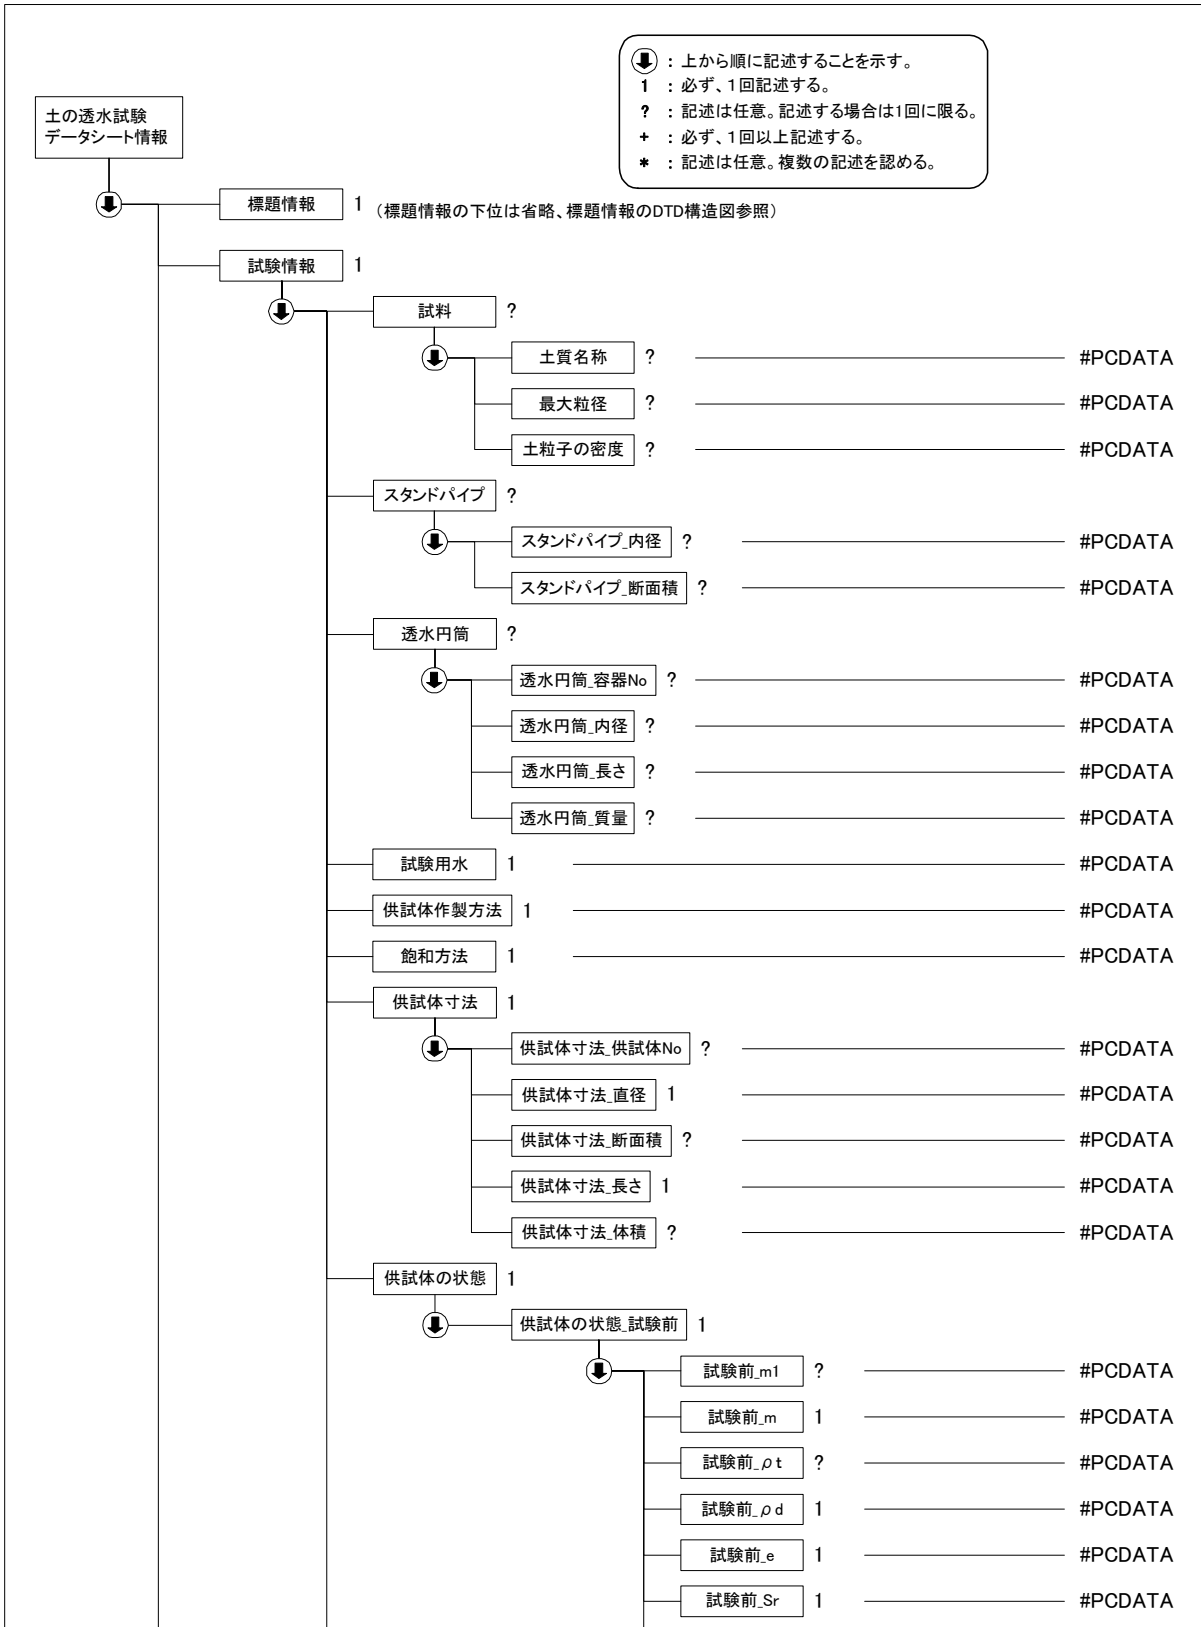 ⬇ : 上から順に記述することを示す。
1 : 必ず、1回記述する。
? : 記述は任意。記述する場合は1回に限る。
+ : 必ず、1回以上記述する。
* : 記述は任意。複数の記述を認める。
土の透水試験
データシート情報
標題情報 1 (標題情報の下位は省略、標題情報のDTD構造図参照)
試験情報 1
試料 ?
土質名称 ? #PCDATA
最大粒径 ? #PCDATA
土粒子の密度 ? #PCDATA
スタンドパイプ ?
スタンドパイプ_内径 ? #PCDATA
スタンドパイプ_断面積 ? #PCDATA
透水円筒 ?
透水円筒_容器No ? #PCDATA
透水円筒_内径 ? #PCDATA
透水円筒_長さ ? #PCDATA
透水円筒_質量 ? #PCDATA
試験用水 1 #PCDATA
供試体作製方法 1 #PCDATA
飽和方法 1 #PCDATA
供試体寸法 1
供試体寸法_供試体No ? #PCDATA
供試体寸法_直径 1 #PCDATA
供試体寸法_断面積 ? #PCDATA
供試体寸法_長さ 1 #PCDATA
供試体寸法_体積 ? #PCDATA
供試体の状態 1
供試体の状態_試験前 1
試験前_m1 ? #PCDATA
試験前_m 1 #PCDATA
試験前_ρt ? #PCDATA
試験前_ρd 1 #PCDATA
試験前_e 1 #PCDATA
試験前_Sr 1 #PCDATA